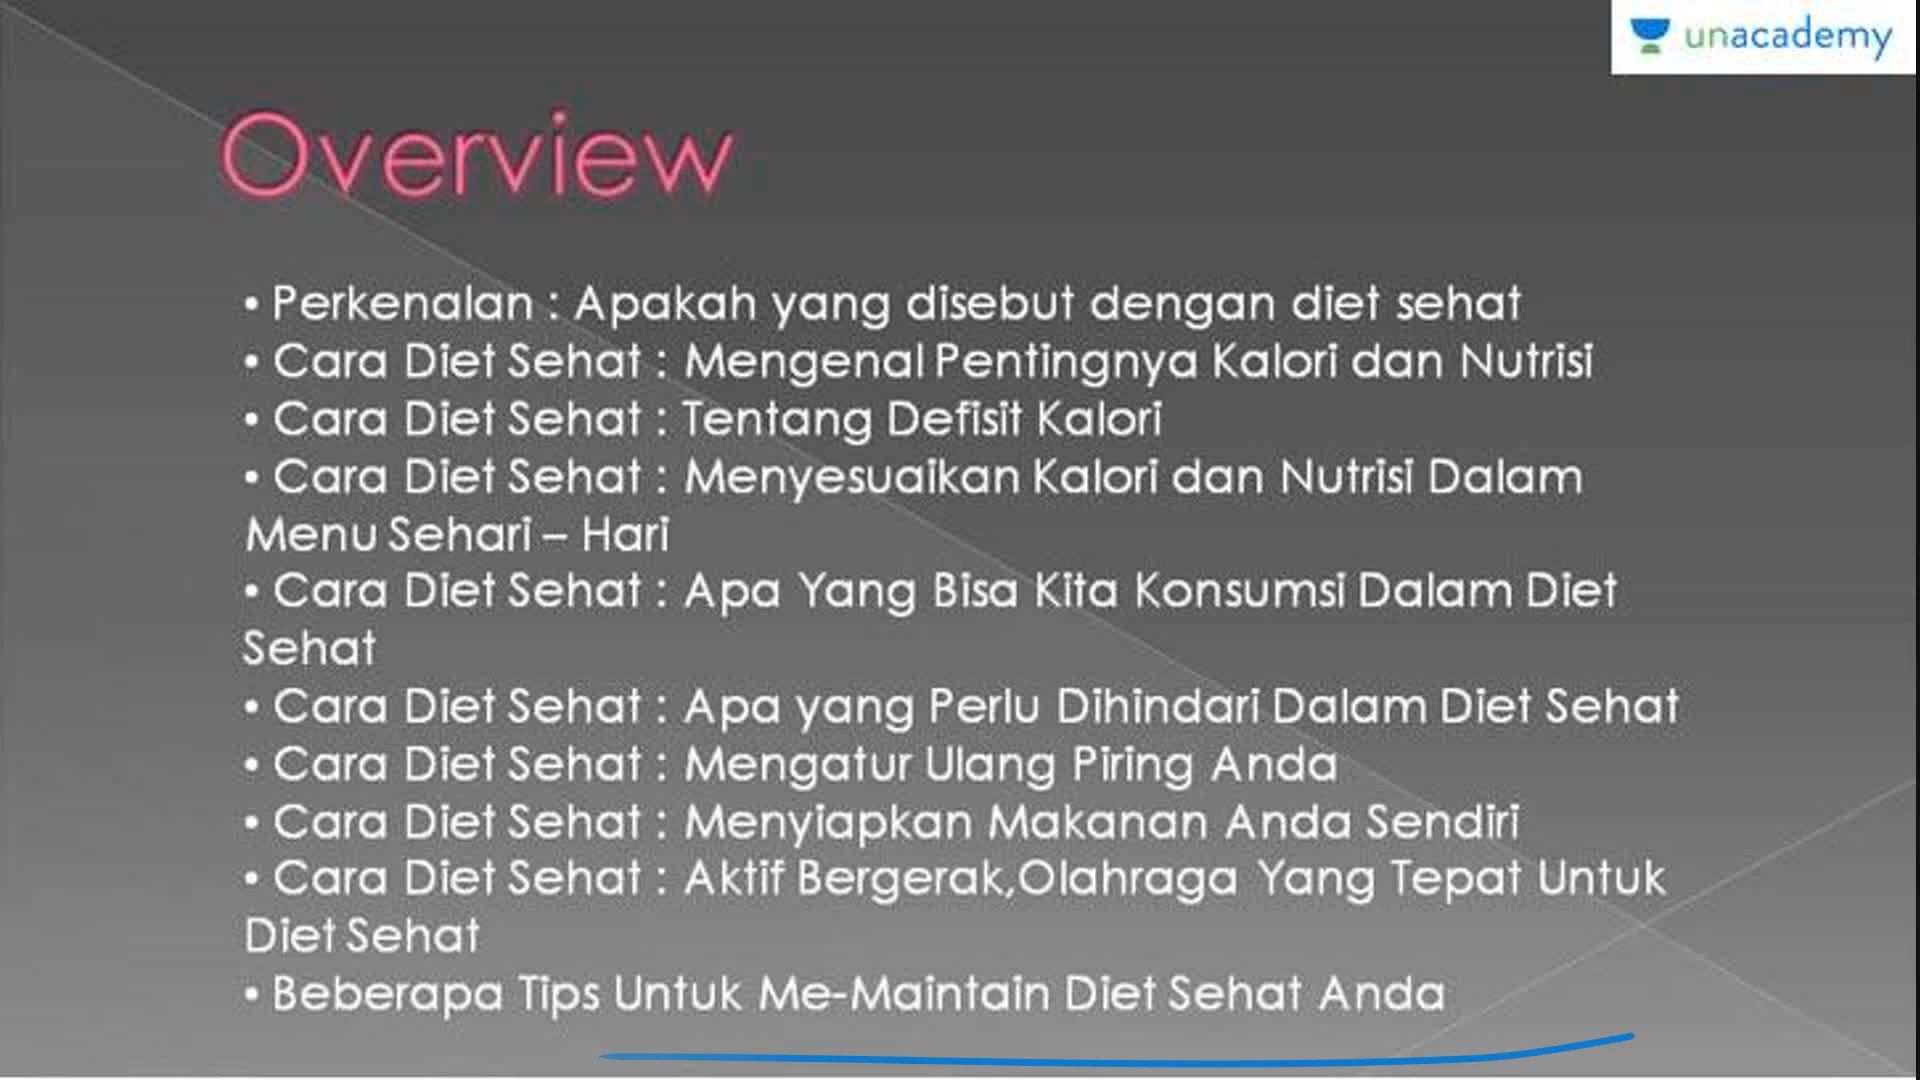 unacademy
Overview
• Perkenalan : Apakah yang disebut dengan diet sehat
• Cara Diet Sehat : Mengenal Pentingnya Kalori dan Nutrisi
• Cara Diet Sehat : Tentang Defisit Kalori
• Cara Diet Sehat : Menyesuaikan Kalori dan Nutrisi Dalam
Menu Sehari – Hari
• Cara Diet Sehat : Apa Yang Bisa Kita Konsumsi Dalam Diet
Sehat
• Cara Diet Sehat : Apa yang Perlu Dihindari Dalam Diet Sehat
• Cara Diet Sehat : Mengatur Ulang Piring Anda
• Cara Diet Sehat : Menyiapkan Makanan Anda Sendiri
• Cara Diet Sehat : Aktif Bergerak,Olahraga Yang Tepat Untuk
Diet Sehat
• Beberapa Tips Untuk Me-Maintain Diet Sehat Anda